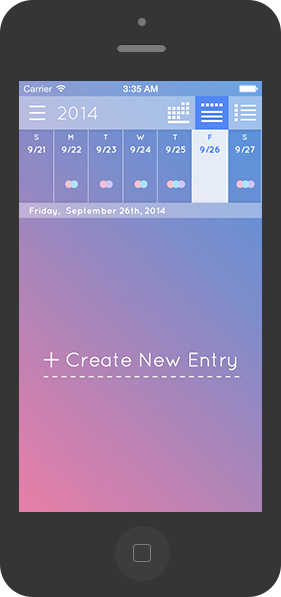 Carrier 3:35 AM
2014
S M T W T F S
9/21 9/22 9/23 9/24 9/25 9/26 9/27
Friday, September 26th, 2014
+ Create New Entry